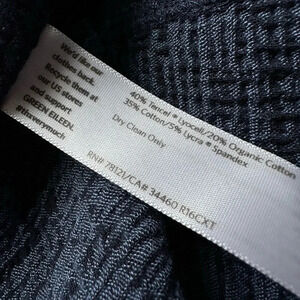 We'd like our
clothes back.
Recycle them at
our US stores
and support
GREEN EILEEN.
#thaverymuch
40% Tencel® Lyocell/20% Organic Cotton
35% Cotton/5% Lycra® Spandex
Dry Clean Only
RN# 78121/CA# 34460 R16CXT